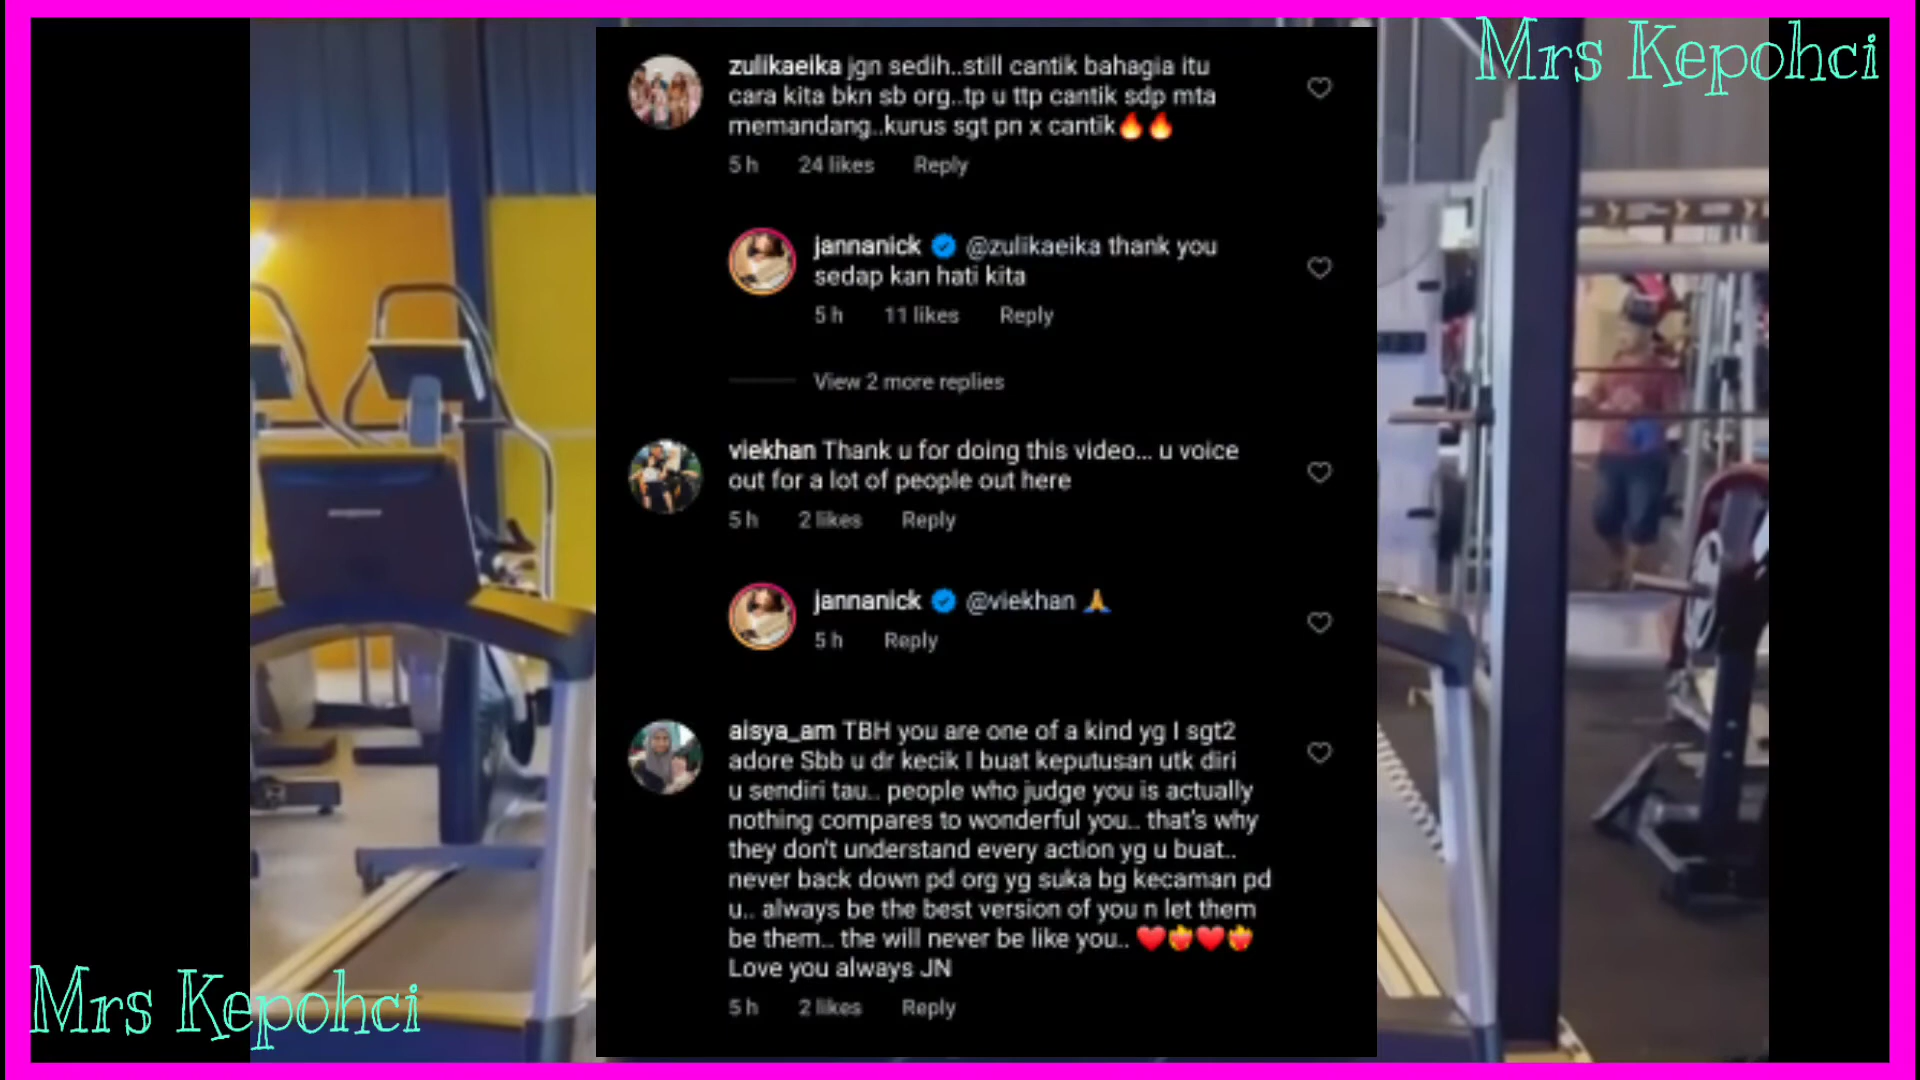 Mrs Kepohci
zulikaeika jgn sedih..still cantik bahagia itu
cara kita bkn sb org..tp u ttp cantik sdp mta
memandang..kurus sgt pn x cantik🔥🔥
5 h 24 likes Reply
jannanick @zulikaeika thank you
sedap kan hati kita
5 h 11 likes Reply
View 2 more replies
viekhan Thank u for doing this video... u voice
out for a lot of people out here
5 h 2 likes Reply
jannanick @viekhan 🙏
5 h Reply
aisya_am TBH you are one of a kind yg I sgt2
adore Sbb u dr kecik I buat keputusan utk diri
u sendiri tau.. people who judge you is actually
nothing compares to wonderful you.. that's why
they don't understand every action yg u buat..
never back down pd org yg suka bg kecaman pd
u.. always be the best version of you n let them
be them.. the will never be like you.. ❤️❤️‍🔥❤️❤️‍🔥
Love you always JN
5 h 2 likes Reply
Mrs Kepohci